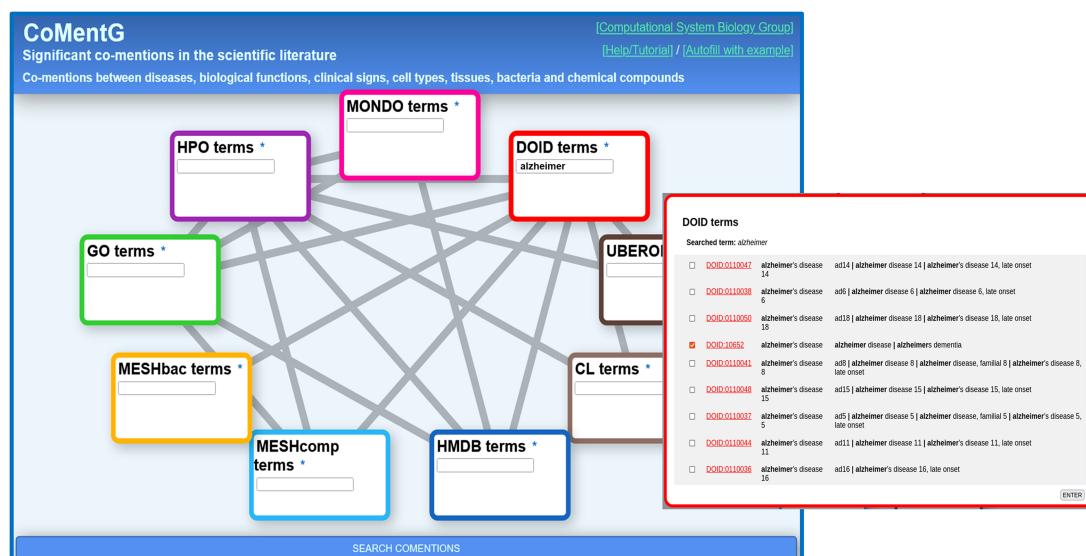 CoMentG
[Computational System Biology Group]
Significant co-mentions in the scientific literature
[Help/Tutorial] / [Autofill with example]
Co-mentions between diseases, biological functions, clinical signs, cell types, tissues, bacteria and chemical compounds
MONDO terms *
HPO terms *
DOID terms *
alzheimer
GO terms *
UBERO
MESHbac terms *
CL terms *
MESHcomp
terms *
HMDB terms *
SEARCH COMENTIONS
DOID terms
Searched term: alzheimer
DOID:0110047 alzheimer's disease 14 ad14 | alzheimer disease 14 | alzheimer's disease 14, late onset
DOID:0110038 alzheimer's disease 6 ad6 | alzheimer disease 6 | alzheimer disease 6, late onset
DOID:0110050 alzheimer's disease 18 ad18 | alzheimer disease 18 | alzheimer's disease 18, late onset
DOID:10652 alzheimer's disease alzheimer disease | alzheimers dementia
DOID:0110041 alzheimer's disease 8 ad8 | alzheimer disease 8 | alzheimer disease, familial 8 | alzheimer's disease 8, late onset
DOID:0110048 alzheimer's disease 15 ad15 | alzheimer disease 15 | alzheimer's disease 15, late onset
DOID:0110037 alzheimer's disease 5 ad5 | alzheimer disease 5 | alzheimer disease, familial 5 | alzheimer's disease 5, late onset
DOID:0110044 alzheimer's disease 11 ad11 | alzheimer disease 11 | alzheimer's disease 11, late onset
DOID:0110036 alzheimer's disease 16 ad16 | alzheimer's disease 16, late onset
ENTER